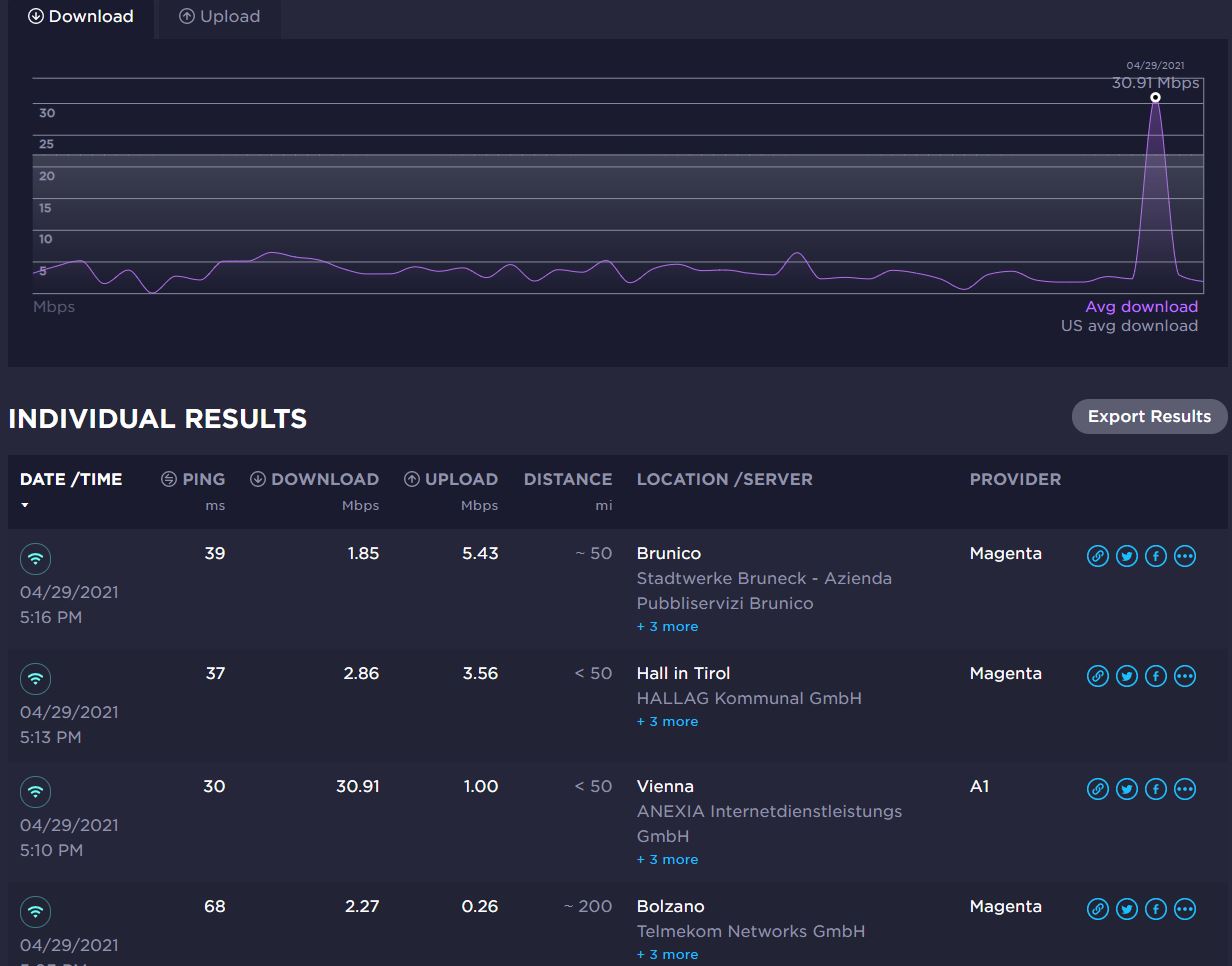 Download Upload
04/29/2021
30.91 Mbps
30
25
20
15
10
5
Mbps
Avg download
US avg download
INDIVIDUAL RESULTS
Export Results
DATE /TIME PING DOWNLOAD UPLOAD DISTANCE LOCATION /SERVER PROVIDER
ms Mbps Mbps mi
39 1.85 5.43 ~ 50 Brunico Magenta
Stadtwerke Bruneck - Azienda
04/29/2021
Pubbliservizi Brunico
5:16 PM
+ 3 more
37 2.86 3.56 < 50 Hall in Tirol Magenta
HALLAG Kommunal GmbH
04/29/2021
+ 3 more
5:13 PM
30 30.91 1.00 < 50 Vienna A1
ANEXIA Internetdienstleistungs
04/29/2021
GmbH
5:10 PM
+ 3 more
68 2.27 0.26 ~ 200 Bolzano Magenta
Telmekom Networks GmbH
04/29/2021
+ 3 more